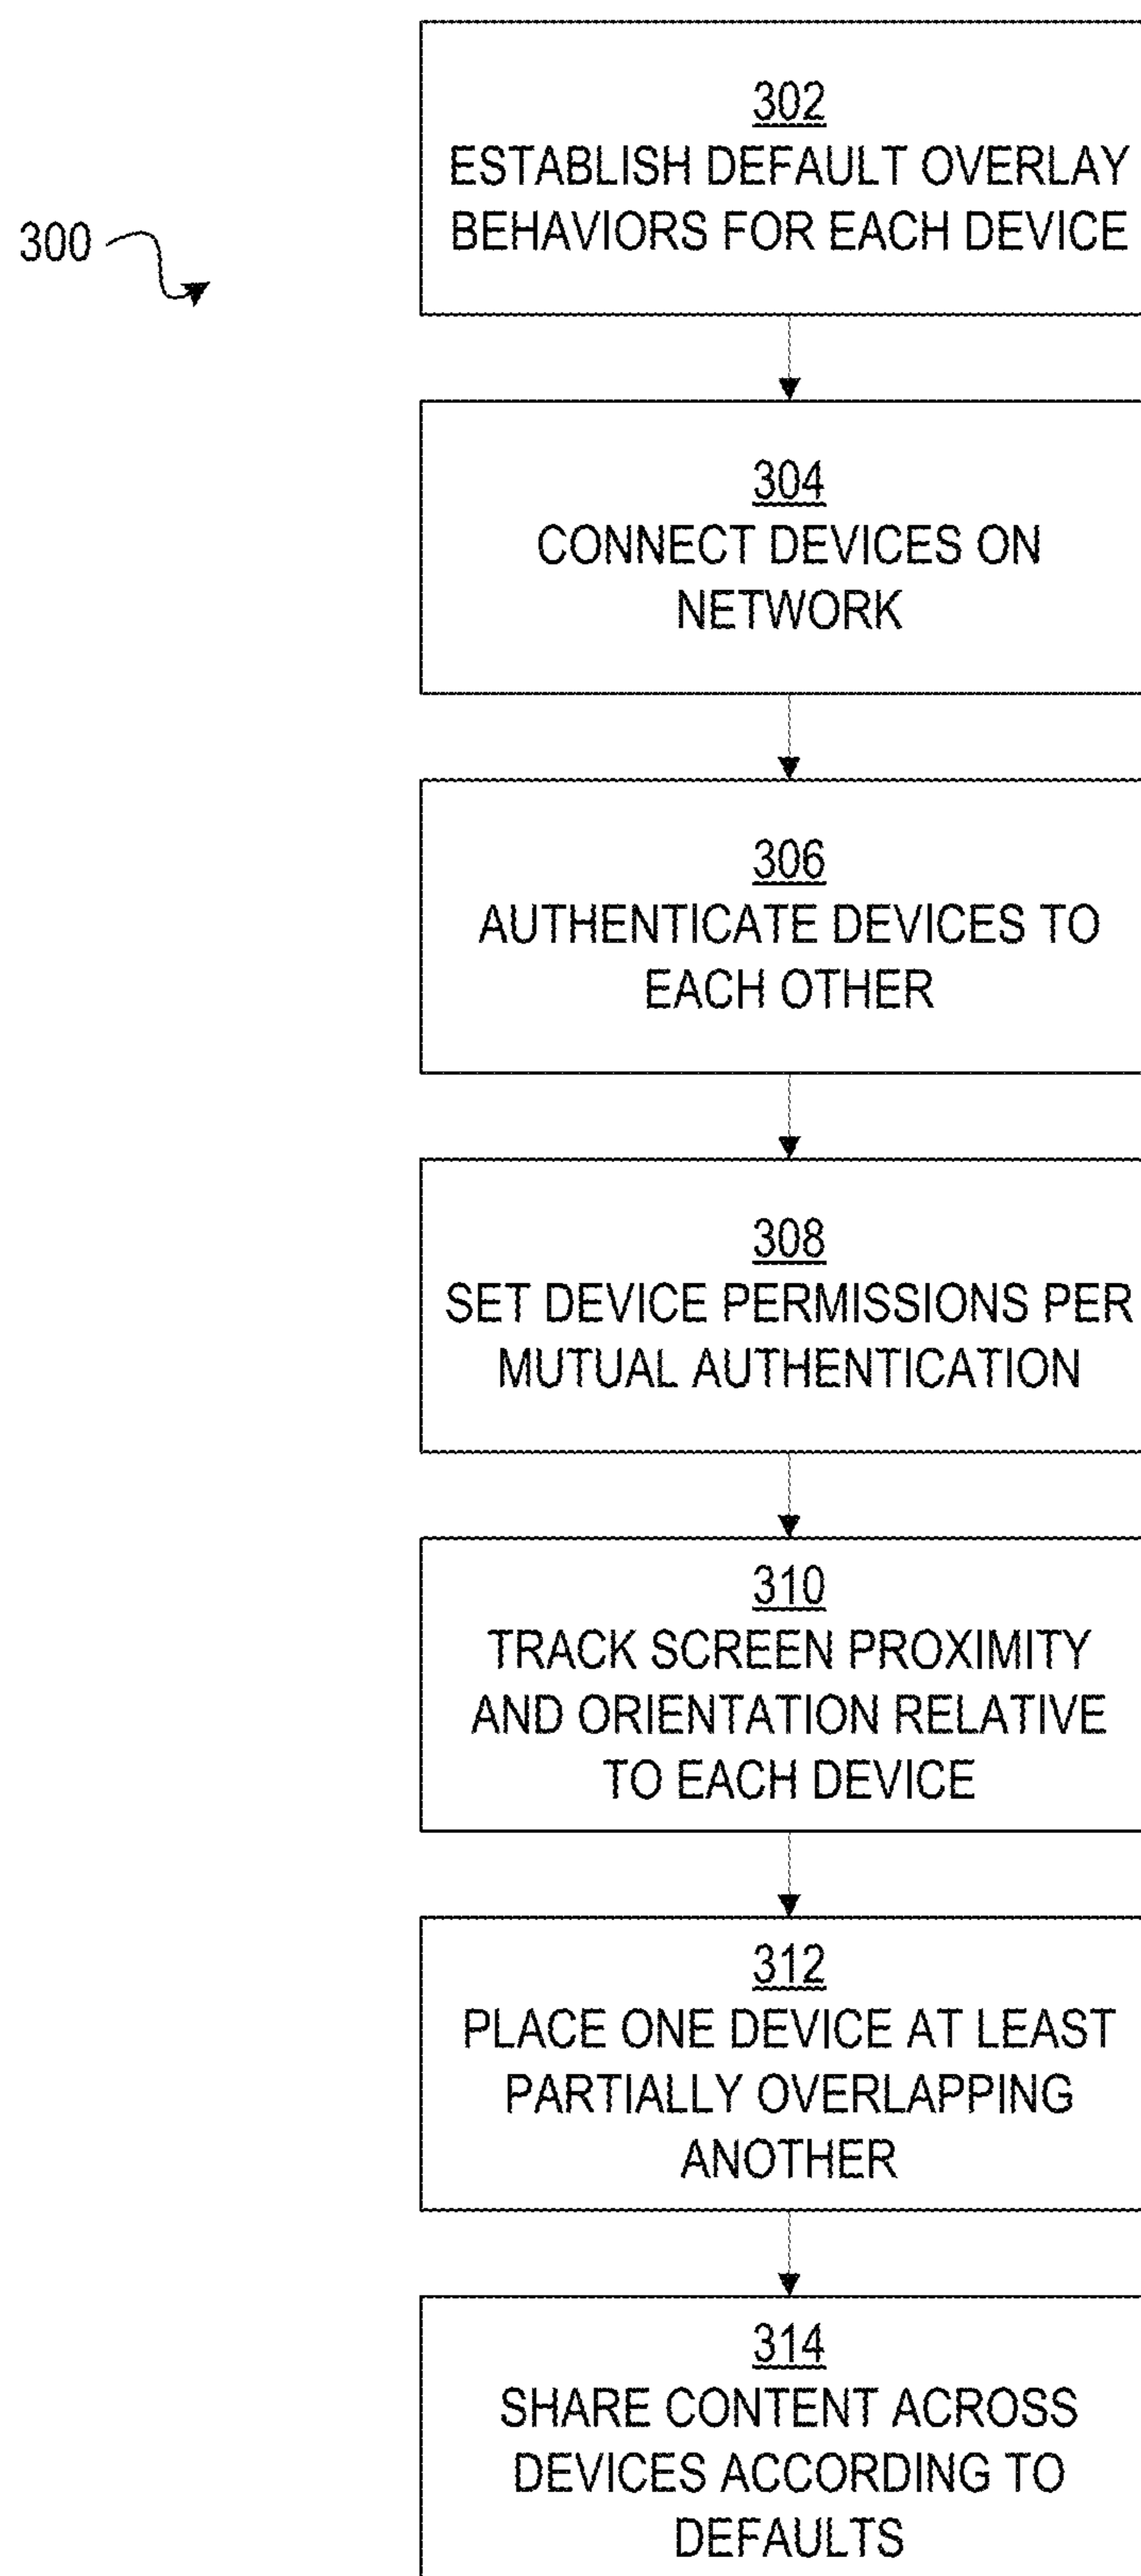 302
ESTABLISH DEFAULT OVERLAY
BEHAVIORS FOR EACH DEVICE
300
304
CONNECT DEVICES ON
NETWORK
306
AUTHENTICATE DEVICES TO
EACH OTHER
308
SET DEVICE PERMISSIONS PER
MUTUAL AUTHENTICATION
310
TRACK SCREEN PROXIMITY
AND ORIENTATION RELATIVE
TO EACH DEVICE
312
PLACE ONE DEVICE AT LEAST
PARTIALLY OVERLAPPING
ANOTHER
314
SHARE CONTENT ACROSS
DEVICES ACCORDING TO
DEFAULTS